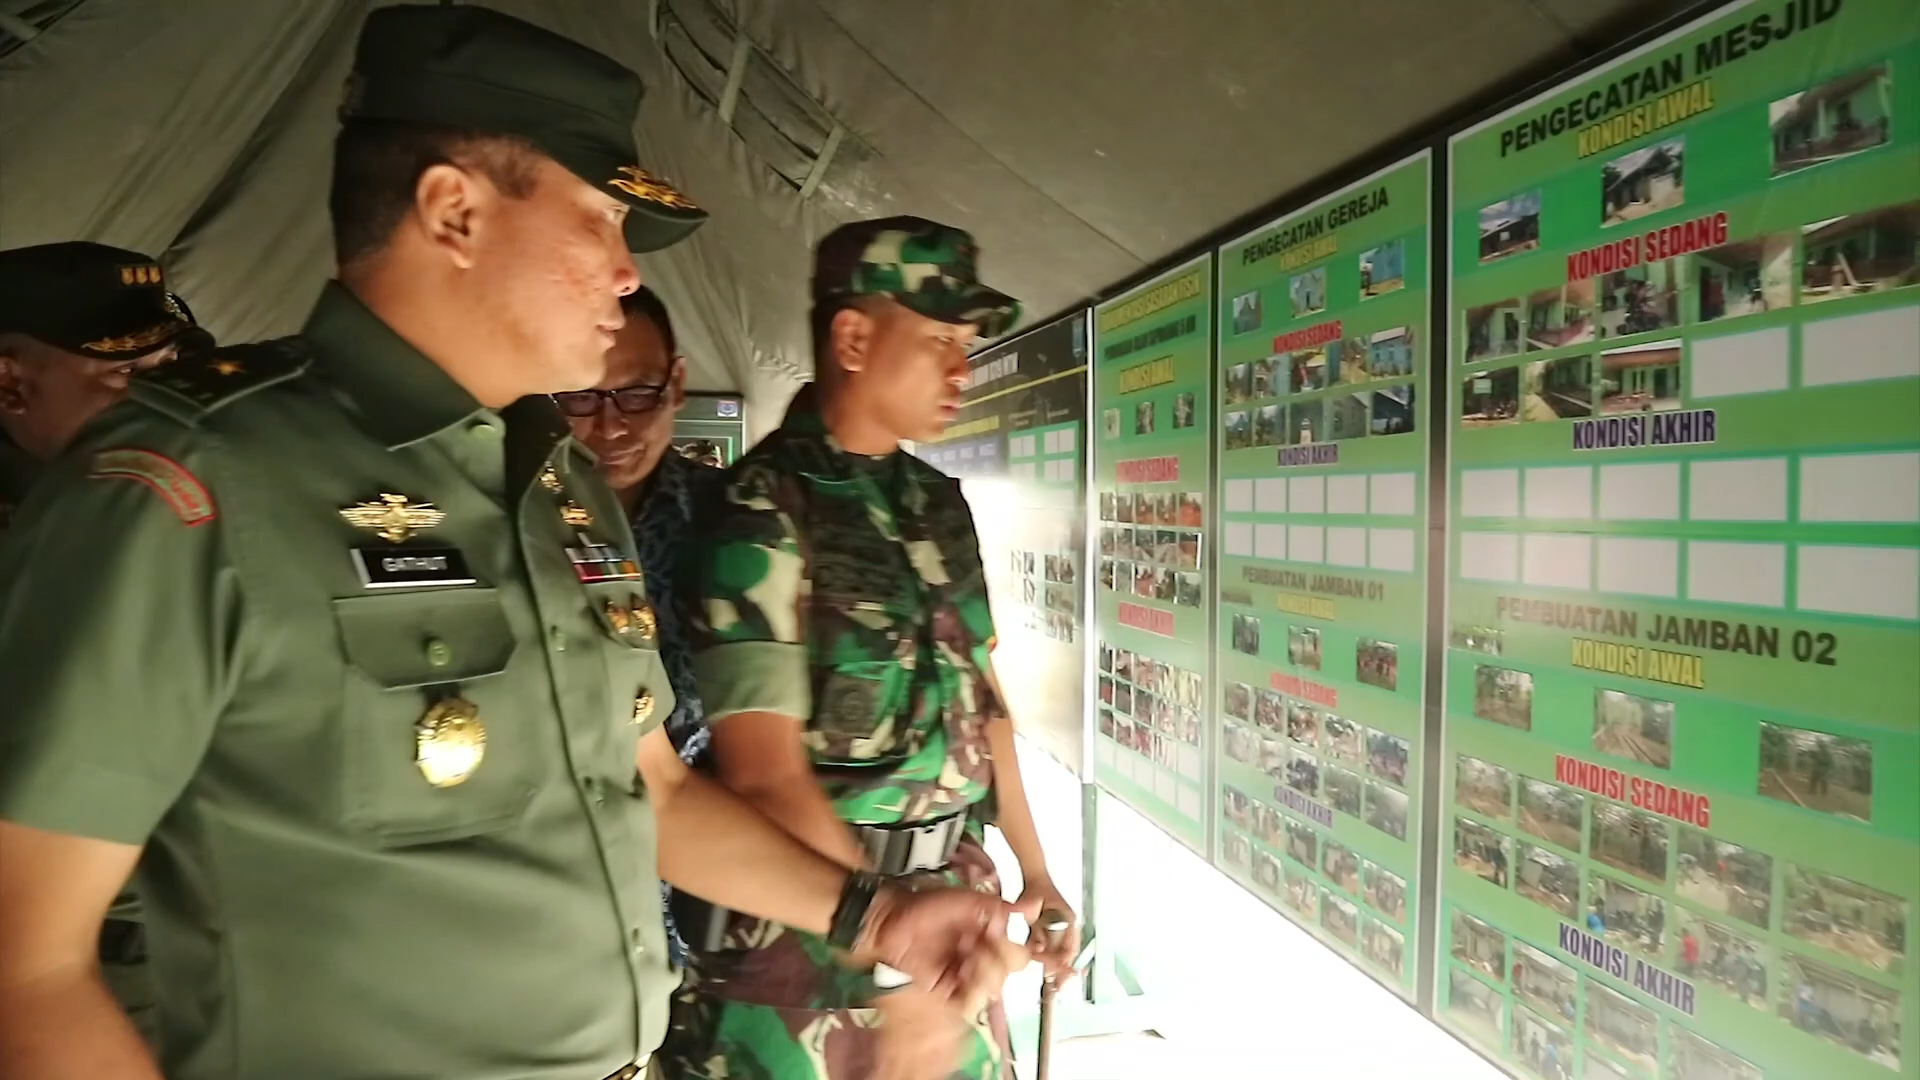 GATHUT
KONDISI AWAL
KONDISI SEDANG
KONDISI AKHIR
PENGECATAN GEREJA
KONDISI AWAL
KONDISI SEDANG
KONDISI AKHIR
PEMBUATAN JAMBAN 01
KONDISI AWAL
KONDISI SEDANG
KONDISI AKHIR
PENGECATAN MESJID
KONDISI AWAL
KONDISI SEDANG
KONDISI AKHIR
PEMBUATAN JAMBAN 02
KONDISI AWAL
KONDISI SEDANG
KONDISI AKHIR